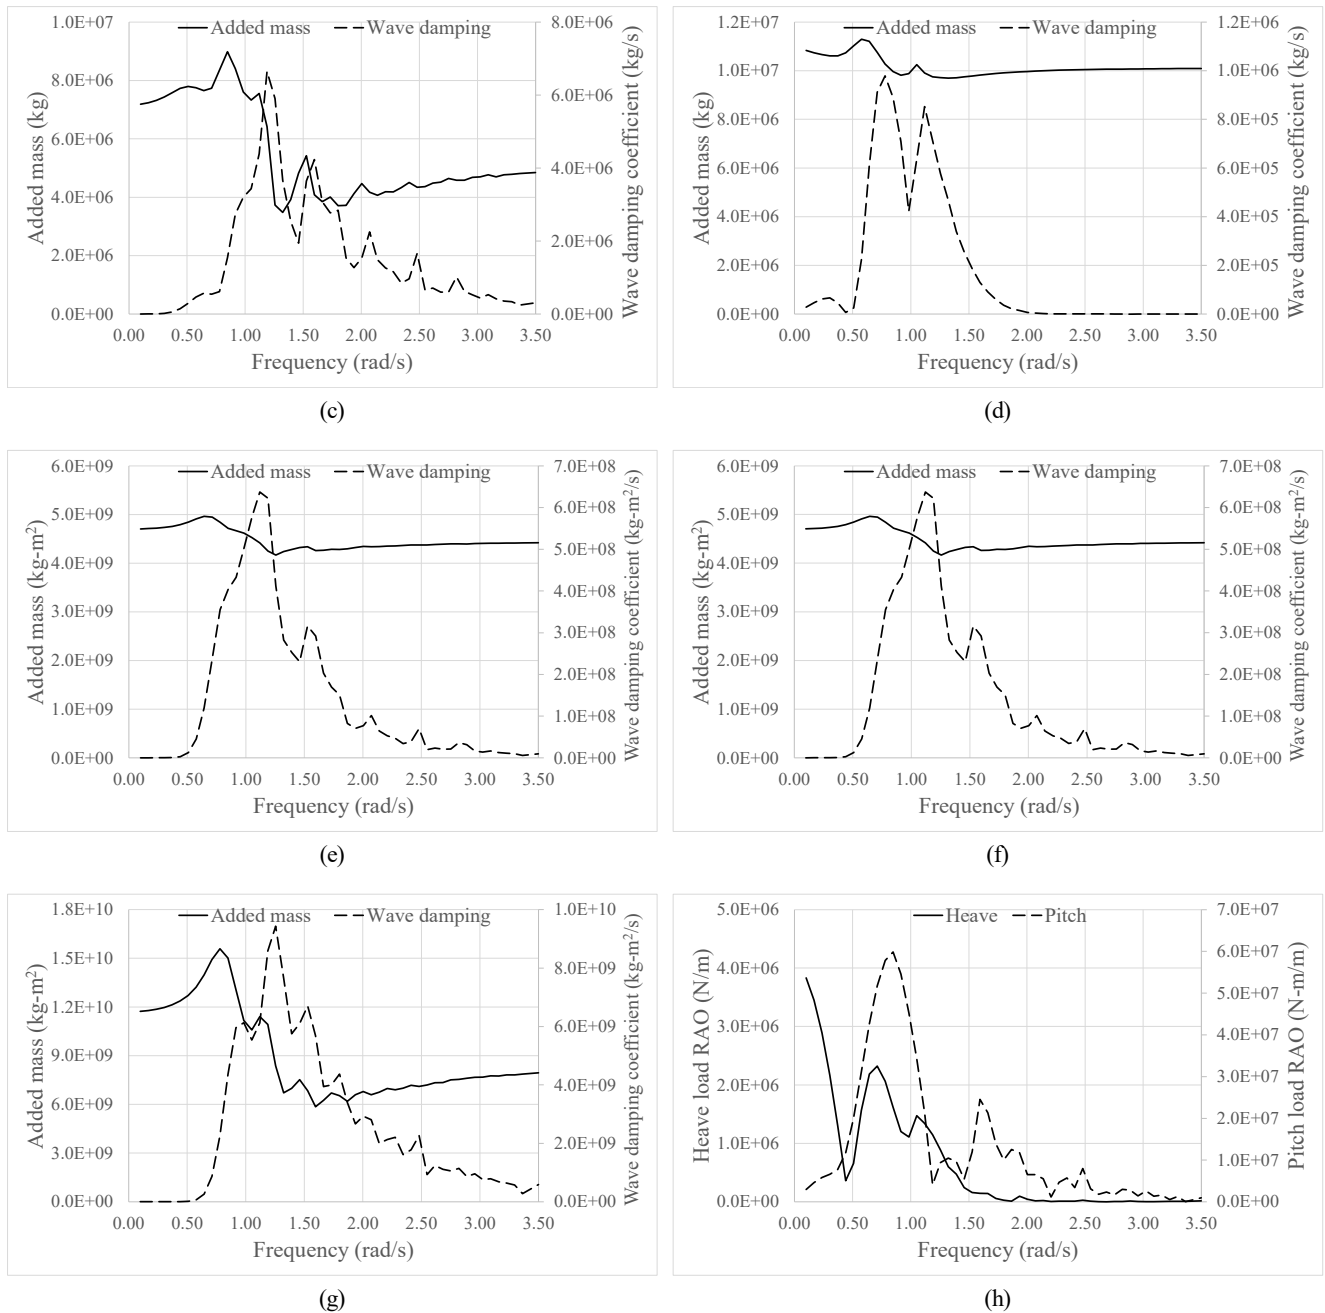 Added mass Wave damping
1.0E+07
8.0E+06
6.0E+06
4.0E+06
2.0E+06
0.0E+00
8.0E+06
6.0E+06
4.0E+06
2.0E+06
0.0E+00
Added mass (kg)
Wave damping coefficient (kg/s)
0.00 0.50 1.00 1.50 2.00 2.50 3.00 3.50
Frequency (rad/s)
(c)
Added mass Wave damping
1.2E+07
1.0E+07
8.0E+06
6.0E+06
4.0E+06
2.0E+06
0.0E+00
1.2E+06
1.0E+06
8.0E+05
6.0E+05
4.0E+05
2.0E+05
0.0E+00
Added mass (kg)
Wave damping coefficient (kg/s)
0.00 0.50 1.00 1.50 2.00 2.50 3.00 3.50
Frequency (rad/s)
(d)
Added mass Wave damping
6.0E+09
5.0E+09
4.0E+09
3.0E+09
2.0E+09
1.0E+09
0.0E+00
7.0E+08
6.0E+08
5.0E+08
4.0E+08
3.0E+08
2.0E+08
1.0E+08
0.0E+00
Added mass (kg-m²)
Wave damping coefficient (kg-m²/s)
0.00 0.50 1.00 1.50 2.00 2.50 3.00 3.50
Frequency (rad/s)
(e)
Added mass Wave damping
6.0E+09
5.0E+09
4.0E+09
3.0E+09
2.0E+09
1.0E+09
0.0E+00
7.0E+08
6.0E+08
5.0E+08
4.0E+08
3.0E+08
2.0E+08
1.0E+08
0.0E+00
Added mass (kg-m²)
Wave damping coefficient (kg-m²/s)
0.00 0.50 1.00 1.50 2.00 2.50 3.00 3.50
Frequency (rad/s)
(f)
Added mass Wave damping
1.8E+10
1.5E+10
1.2E+10
9.0E+09
6.0E+09
3.0E+09
0.0E+00
1.0E+10
8.0E+09
6.0E+09
4.0E+09
2.0E+09
0.0E+00
Added mass (kg-m²)
Wave damping coefficient (kg-m²/s)
0.00 0.50 1.00 1.50 2.00 2.50 3.00 3.50
Frequency (rad/s)
(g)
Heave Pitch
5.0E+06
4.0E+06
3.0E+06
2.0E+06
1.0E+06
0.0E+00
7.0E+07
6.0E+07
5.0E+07
4.0E+07
3.0E+07
2.0E+07
1.0E+07
0.0E+00
Heave load RAO (N/m)
Pitch load RAO (N-m/m)
0.00 0.50 1.00 1.50 2.00 2.50 3.00 3.50
Frequency (rad/s)
(h)